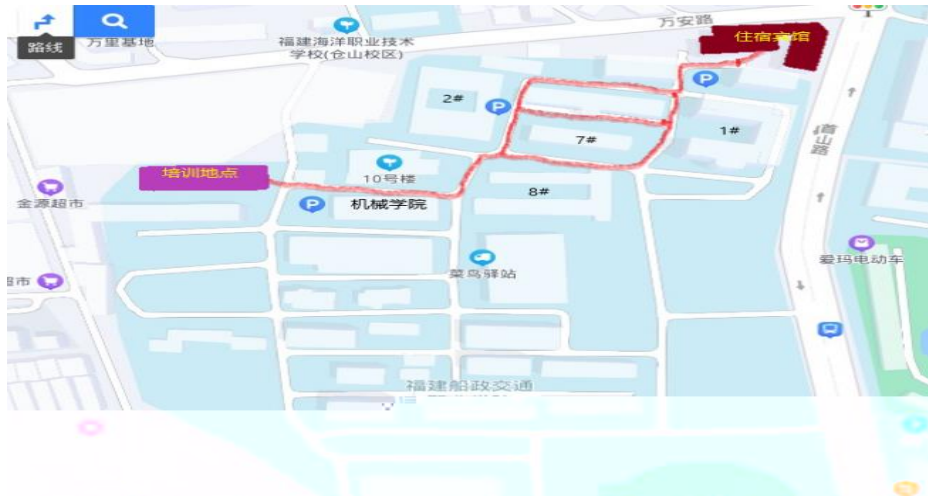 路线
万里基地
福建海洋职业技术
学校(仓山校区)
万安路
住宿宾馆
2#
P
P
1#
7#
首山路
培训地点
10号楼
8#
金源超市
P
机械学院
菜鸟驿站
爱玛电动车
超市
福建船政交通